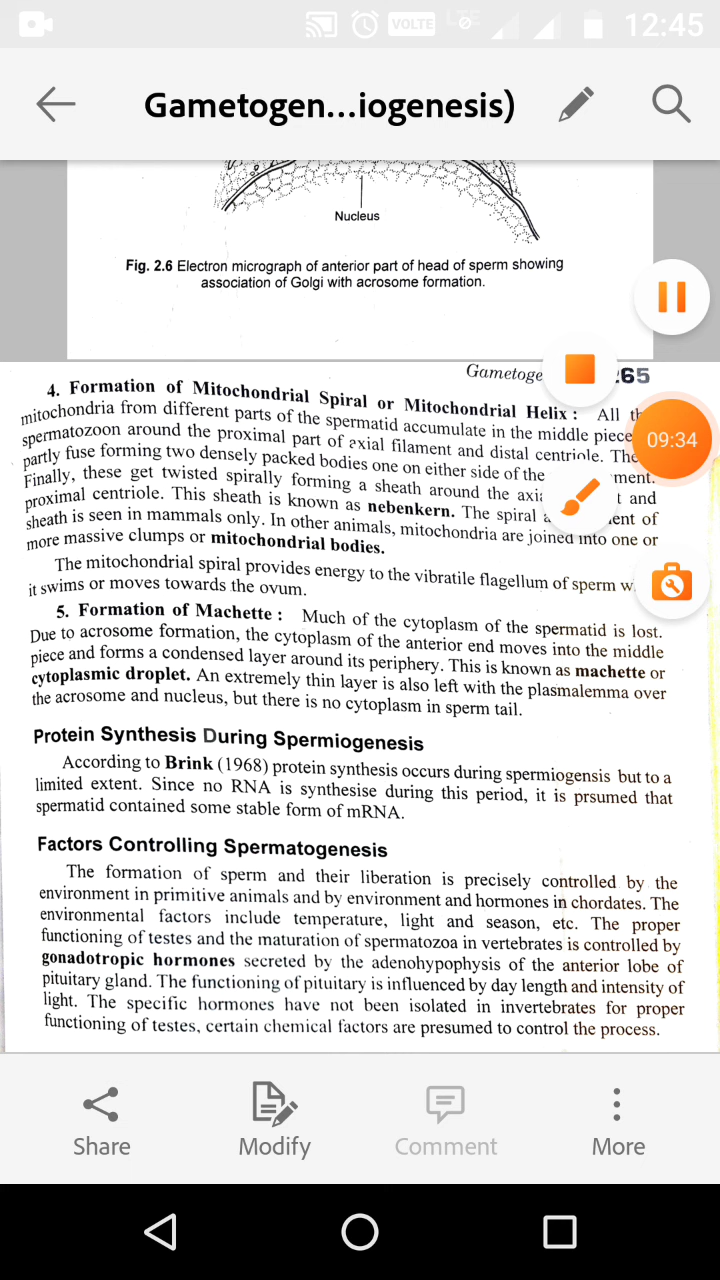 VOLTE LTE 12:45
Gametogen...iogenesis)
Nucleus
Fig. 2.6 Electron micrograph of anterior part of head of sperm showing
association of Golgi with acrosome formation.
Gametoge 265
4. Formation of Mitochondrial Spiral or Mitochondrial Helix : All th
mitochondria from different parts of the spermatid accumulate in the middle piece
spermatozoon around the proximal part of axial filament and distal centriole. The
partly fuse forming two densely packed bodies one on either side of the ment.
Finally, these get twisted spirally forming a sheath around the axi t and
proximal centriole. This sheath is known as nebenkern. The spiral a ent of
sheath is seen in mammals only. In other animals, mitochondria are joined into one or
more massive clumps or mitochondrial bodies.
The mitochondrial spiral provides energy to the vibratile flagellum of sperm w
it swims or moves towards the ovum.
5. Formation of Machette : Much of the cytoplasm of the spermatid is lost.
Due to acrosome formation, the cytoplasm of the anterior end moves into the middle
piece and forms a condensed layer around its periphery. This is known as machette or
cytoplasmic droplet. An extremely thin layer is also left with the plasmalemma over
the acrosome and nucleus, but there is no cytoplasm in sperm tail.
Protein Synthesis During Spermiogenesis
According to Brink (1968) protein synthesis occurs during spermiogensis but to a
limited extent. Since no RNA is synthesise during this period, it is prsumed that
spermatid contained some stable form of mRNA.
Factors Controlling Spermatogenesis
The formation of sperm and their liberation is precisely controlled by the
environment in primitive animals and by environment and hormones in chordates. The
environmental factors include temperature, light and season, etc. The proper
functioning of testes and the maturation of spermatozoa in vertebrates is controlled by
gonadotropic hormones secreted by the adenohypophysis of the anterior lobe of
pituitary gland. The functioning of pituitary is influenced by day length and intensity of
light. The specific hormones have not been isolated in invertebrates for proper
functioning of testes, certain chemical factors are presumed to control the process.
09:34
Share Modify Comment More